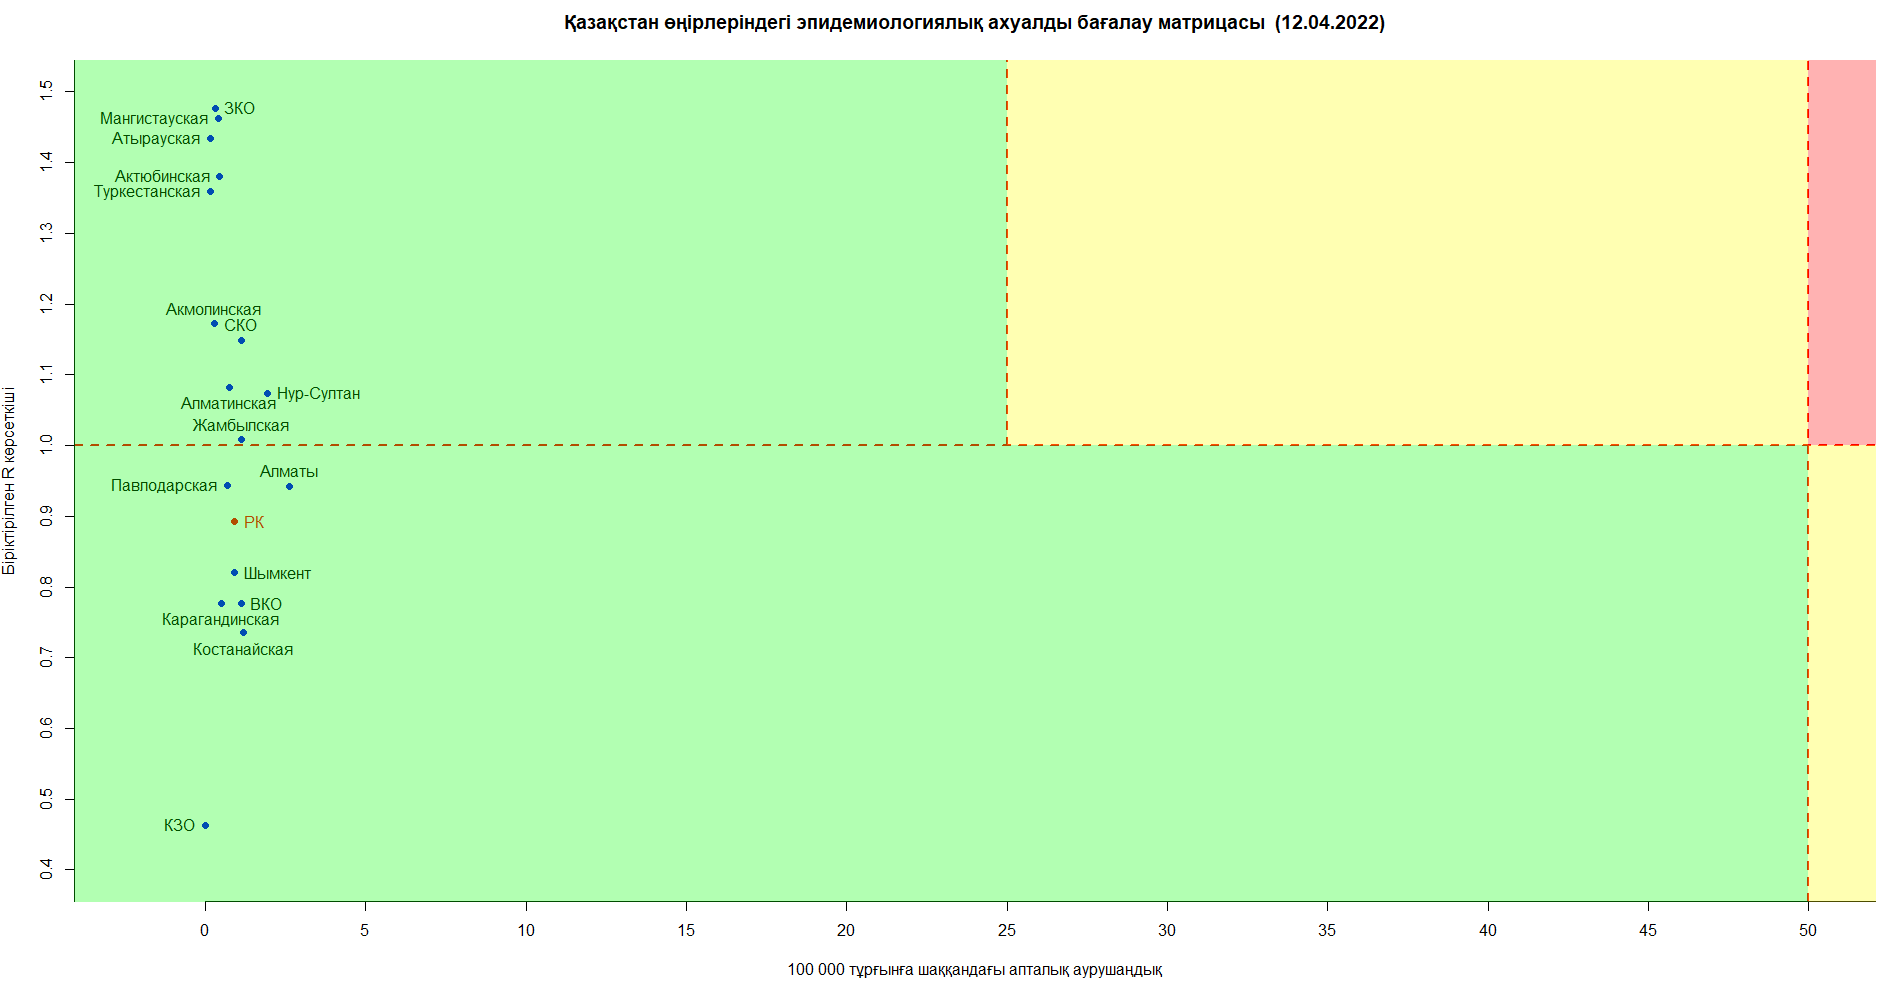 Қазақстан өңірлеріндегі эпидемиологиялық ахуалды бағалау матрицасы (12.04.2022)
Біріктірілген R көрсеткіші
1.5
1.4
1.3
1.2
1.1
1.0
0.9
0.8
0.7
0.6
0.5
0.4
ЗКО
Мангистауская
Атырауская
Актюбинская
Туркестанская
Акмолинская
СКО
Нур-Султан
Алматинская
Жамбылская
Алматы
Павлодарская
РК
Шымкент
ВКО
Карагандинская
Костанайская
КЗО
0 5 10 15 20 25 30 35 40 45 50
100 000 тұрғынға шаққандағы апталық аурушаңдық